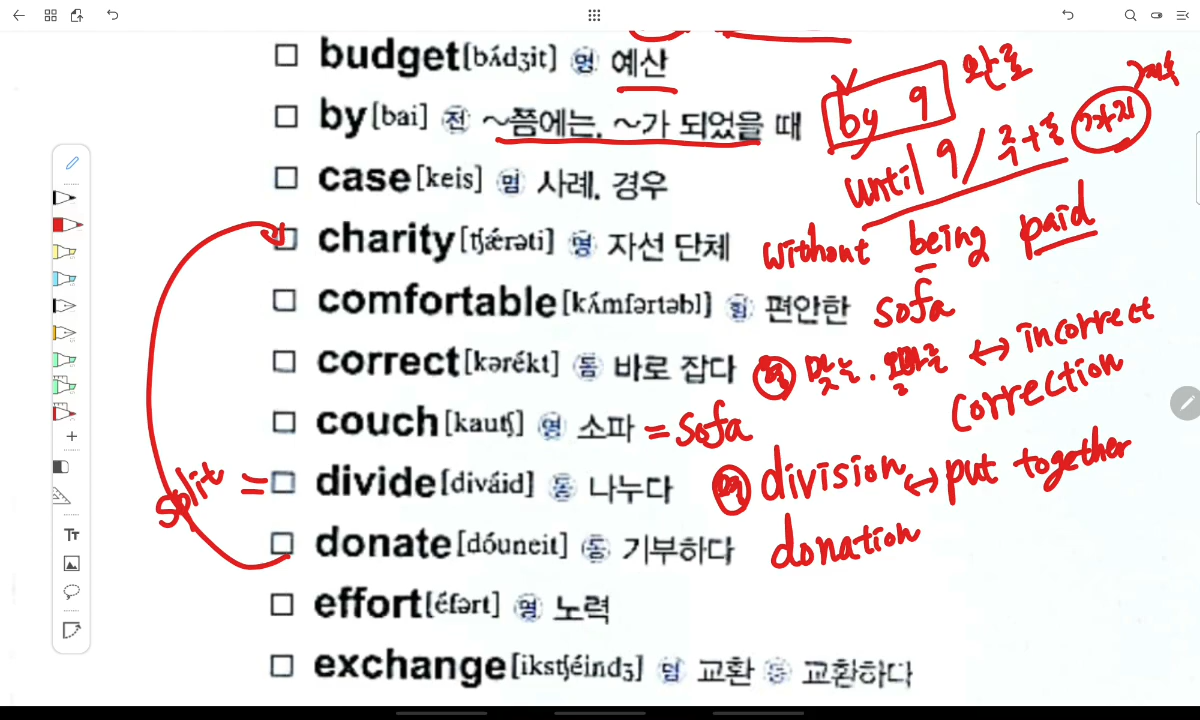 budget [bʌ́dʒit] 명 예산
by [bai] 전 ~쯤에는, ~가 되었을 때
by 9 완료
until 9 / 계속
까지
case [keis] 명 사례, 경우
charity [tʃǽrəti] 명 자선 단체 without being paid
comfortable [kʌ́mfərtəbl] 형 편안한 sofa
correct [kərékt] 동 바로 잡다 형 맞는. ↔ incorrect
correction
couch [kautʃ] 명 소파 = sofa
split = divide [diváid] 동 나누다 명 division ↔ put together
donate [dóuneit] 동 기부하다 donation
effort [éfərt] 명 노력
exchange [ikstʃéindʒ] 명 교환 동 교환하다
Tт